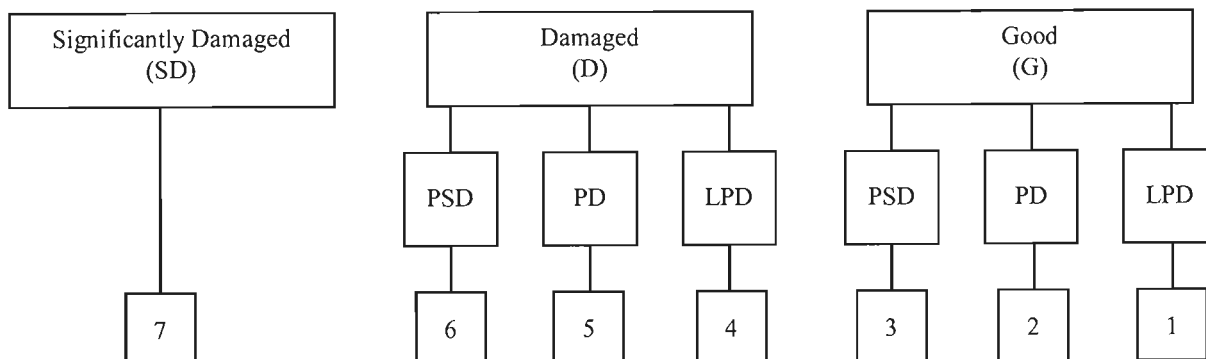 Significantly Damaged
(SD)
Damaged
(D)
Good
(G)
PSD
PD
LPD
PSD
PD
LPD
7
6
5
4
3
2
1